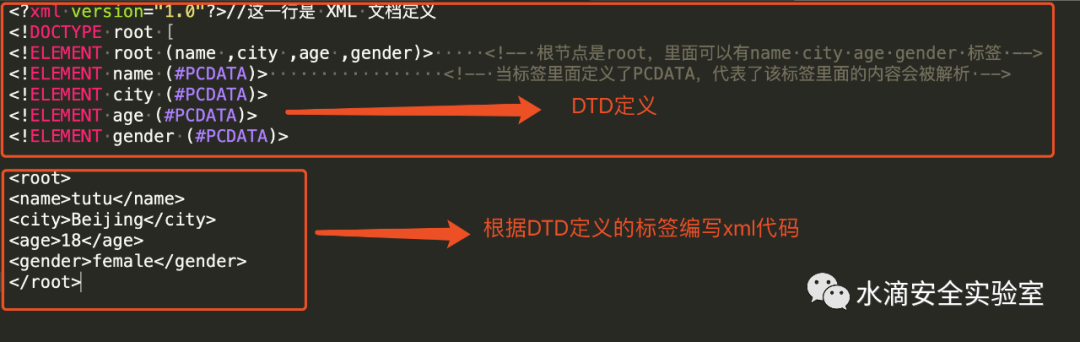 <?xml version="1.0"?>//这一行是 XML 文档定义
<!DOCTYPE root [
<!ELEMENT root (name ,city ,age ,gender)> <!-- 根节点是root，里面可以有name city age gender 标签 -->
<!ELEMENT name (#PCDATA)> <!-- 当标签里面定义了PCDATA，代表了该标签里面的内容会被解析 -->
<!ELEMENT city (#PCDATA)>
<!ELEMENT age (#PCDATA)>
DTD定义
<!ELEMENT gender (#PCDATA)>
<root>
<name>tutu</name>
<city>Beijing</city>
根据DTD定义的标签编写xml代码
<age>18</age>
<gender>female</gender>
</root>
水滴安全实验室